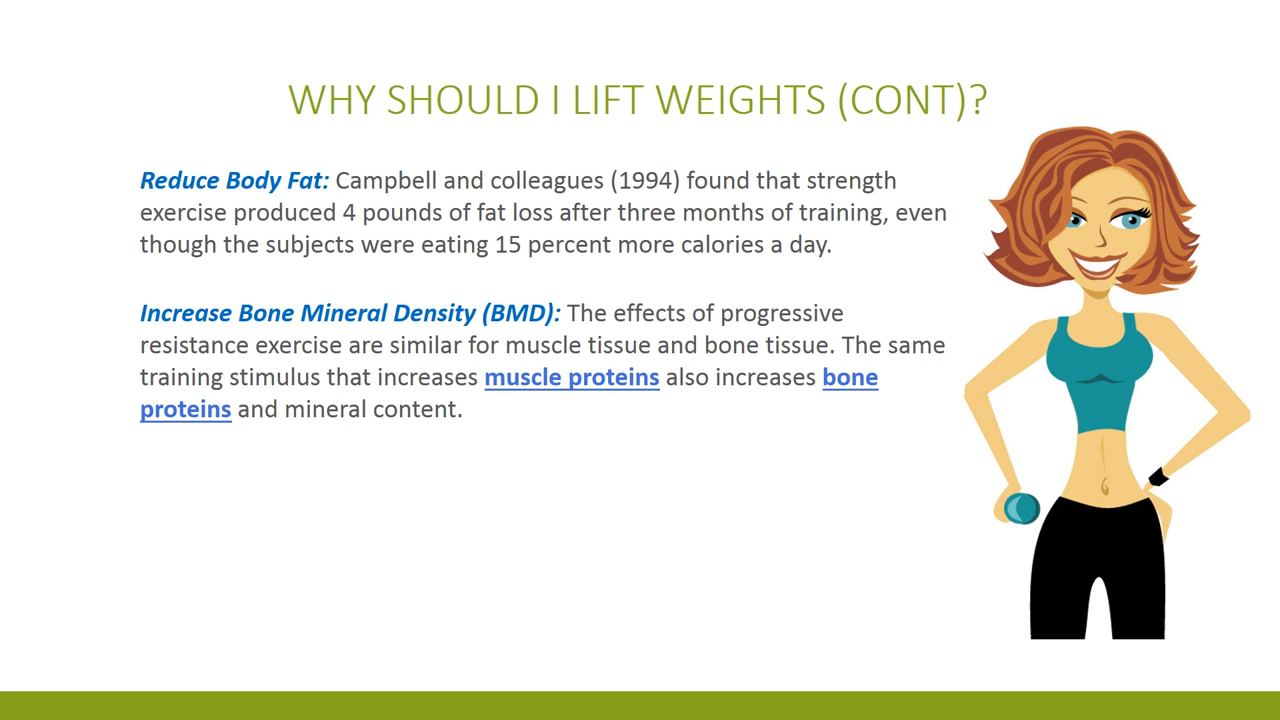 WHY SHOULD I LIFT WEIGHTS (CONT)?
Reduce Body Fat: Campbell and colleagues (1994) found that strength
exercise produced 4 pounds of fat loss after three months of training, even
though the subjects were eating 15 percent more calories a day.
Increase Bone Mineral Density (BMD): The effects of progressive
resistance exercise are similar for muscle tissue and bone tissue. The same
training stimulus that increases muscle proteins also increases bone
proteins and mineral content.